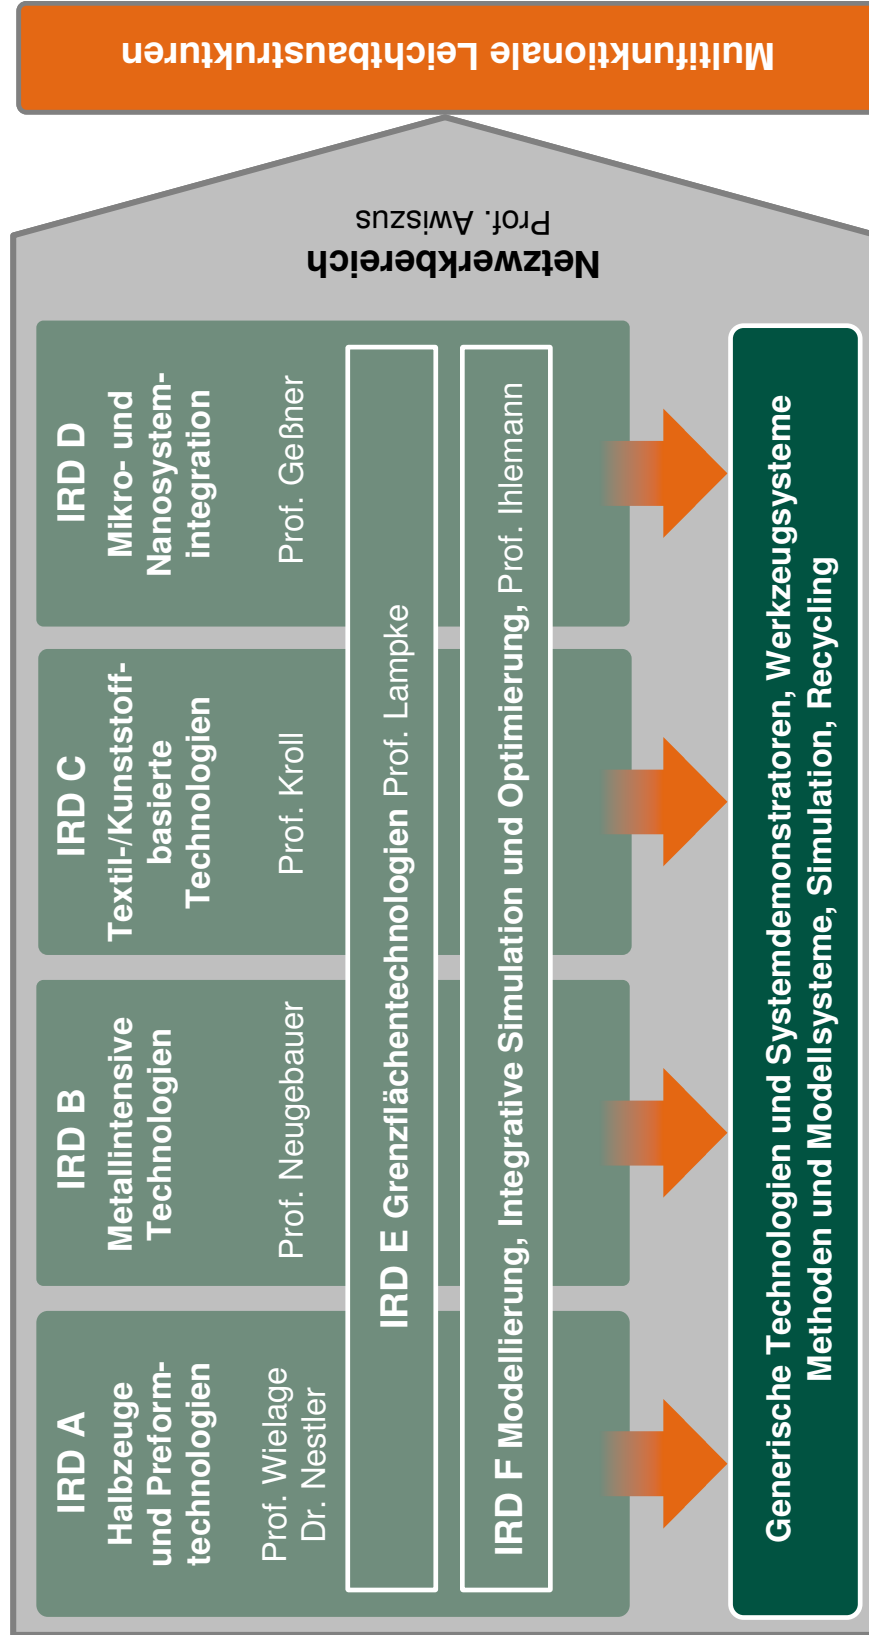 IRD A
Halbzeuge
und Preform-
technologien
Prof. Wielage
Dr. Nestler
IRD B
Metallintensive
Technologien
Prof. Neugebauer
IRD C
Textil-/Kunststoff-
basierte
Technologien
Prof. Kroll
IRD D
Mikro- und
Nanosystem-
integration
Prof. Geßner
IRD E Grenzflächentechnologien Prof. Lampke
IRD F Modellierung, Integrative Simulation und Optimierung, Prof. Ihlemann
Generische Technologien und Systemdemonstratoren, Werkzeugsysteme
Methoden und Modellsysteme, Simulation, Recycling
Netzwerkbereich
Prof. Awiszus
Multifunktionale Leichtbaustrukturen